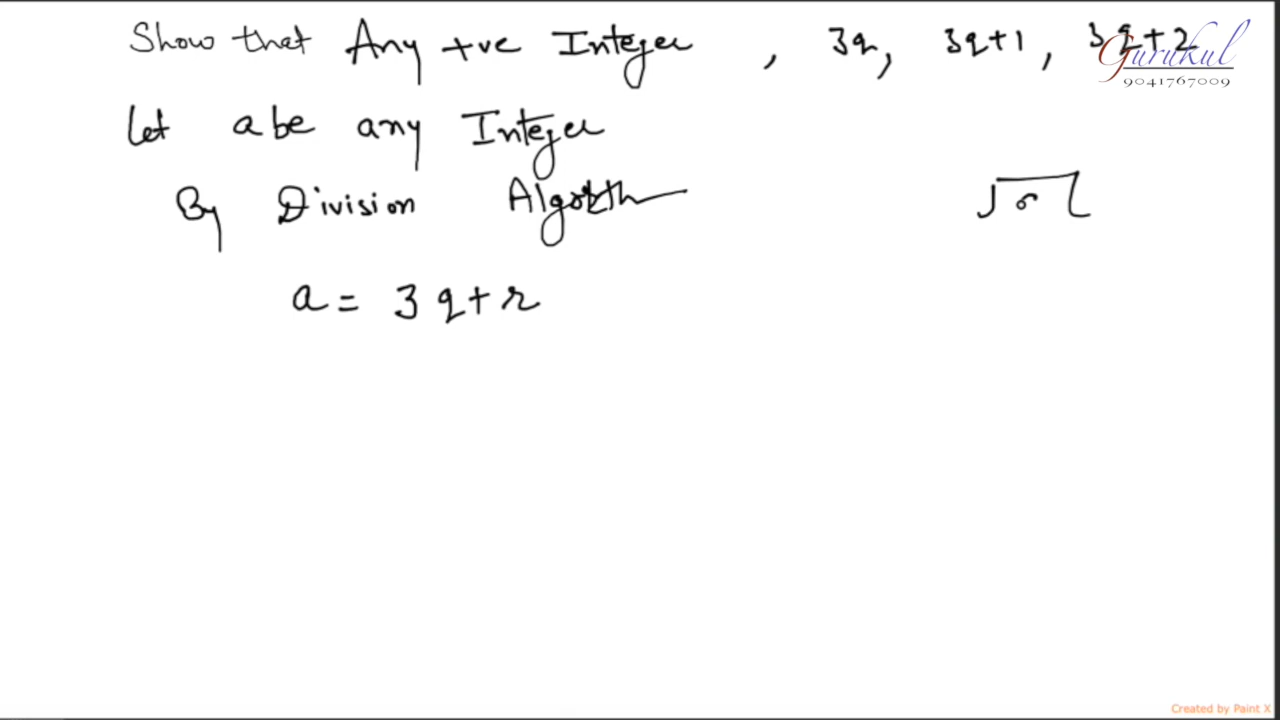 Show that Any +ve Integer , 3q, 3q+1, 3q+2
Gurukul
9041767009
Let a be any Integer
By Division
a = 3q + r
Created by Paint X